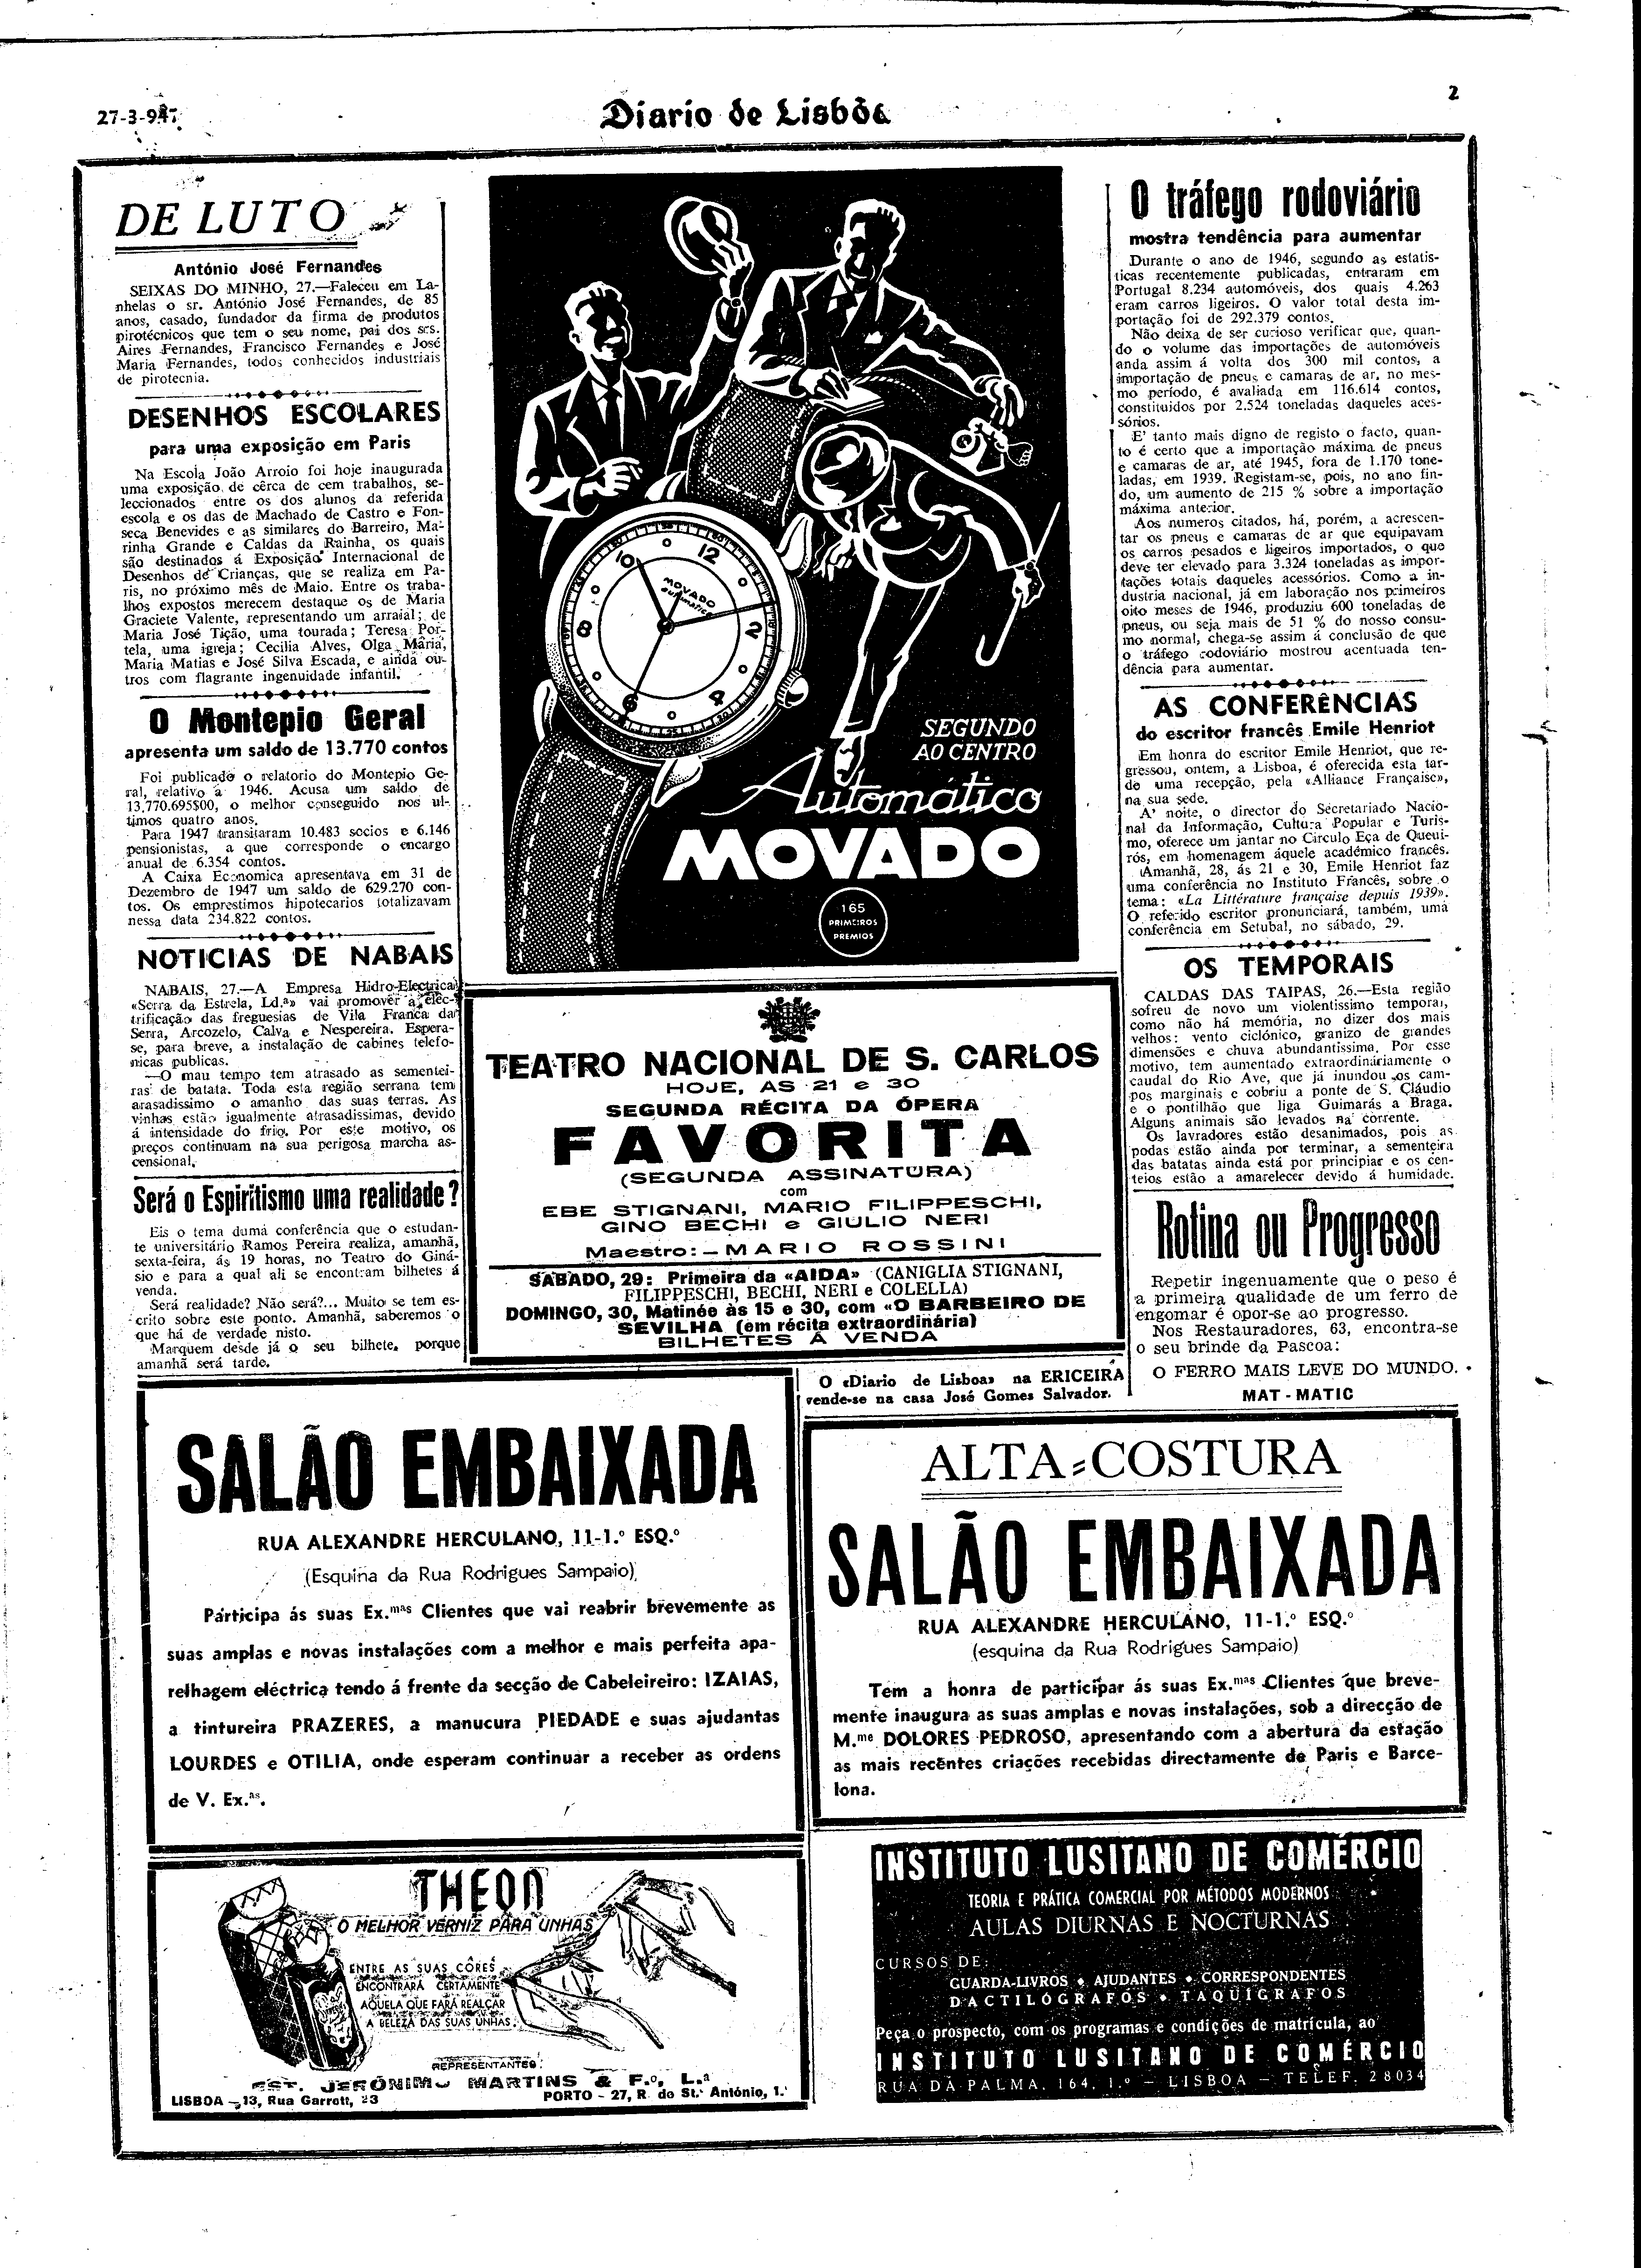 27-3-947
Diario de Lisbôa
2
DE LUTO
António José Fernandes
SEIXAS DO MINHO, 27.—Faleceu em La-
nhelas o sr. António José Fernandes, de 85
anos, casado, fundador da firma de produtos
pirotécnicos que tem o seu nome, pai dos srs.
Aires Fernandes, Francisco Fernandes e José
Maria Fernandes, todos conhecidos industriais
de pirotecnia.
DESENHOS ESCOLARES
para uma exposição em Paris
Na Escola João Arroio foi hoje inaugurada
uma exposição de cêrca de cem trabalhos, se-
leccionados entre os dos alunos da referida
escola e os das de Machado de Castro e Fon-
seca Benevides e as similares do Barreiro, Ma-
rinha Grande e Caldas da Rainha, os quais
são destinados á Exposição Internacional de
Desenhos de Crianças, que se realiza em Pa-
ris, no próximo mês de Maio. Entre os traba-
lhos expostos merecem destaque os de Maria
Graciete Valente, representando um arraial; de
Maria José Tição, uma tourada; Teresa Por-
tela, uma igreja; Cecilia Alves, Olga Maria,
Maria Matias e José Silva Escada, e ainda ou-
tros com flagrante ingenuidade infantil.
O Montepio Geral
apresenta um saldo de 13.770 contos
Foi publicado o relatorio do Montepio Ge-
ral, relativo a 1946. Acusa um saldo de
13.770.695$00, o melhor conseguido nos ul-
timos quatro anos.
Para 1947 transitaram 10.483 socios e 6.146
pensionistas, a que corresponde o encargo
anual de 6.354 contos.
A Caixa Economica apresentava em 31 de
Dezembro de 1947 um saldo de 629.270 con-
tos. Os emprestimos hipotecarios totalizavam
nessa data 234.822 contos.
NOTICIAS DE NABAIS
NABAIS, 27.—A Empresa Hidro-Electrica
«Serra da Estrela, Ld.ª» vai promover a elec-
trificação das freguesias de Vila Franca da
Serra, Arcozelo, Calva e Nespereira. Espera-
se, para breve, a instalação de cabines telefo-
nicas publicas.
—O mau tempo tem atrasado as sementei-
ras de batata. Toda esta região serrana tem
arasadissimo o amanho das suas terras. As
vinhas estão igualmente atrasadissimas, devido
á intensidade do frio. Por este motivo, os
preços continuam na sua perigosa marcha as-
censional.
Será o Espiritismo uma realidade?
Eis o tema duma conferência que o estudan-
te universitário Ramos Pereira realiza, amanhã,
sexta-feira, ás 19 horas, no Teatro do Giná-
sio e para a qual ali se encontram bilhetes á
venda.
Será realidade? Não será?... Muito se tem es-
crito sobre este ponto. Amanhã, saberemos o
que há de verdade nisto.
Marquem desde já o seu bilhete, porque
amanhã será tarde.
10
12
2
4
6
8
MOVADO
automatico
SEGUNDO
AO CENTRO
Automático
MOVADO
165
PRIMEIROS
PREMIOS
TEATRO NACIONAL DE S. CARLOS
HOJE, AS 21 e 30
SEGUNDA RÉCITA DA ÓPERA
FAVORITA
(SEGUNDA ASSINATURA)
com
EBE STIGNANI, MARIO FILIPPESCHI,
GINO BECHI e GIULIO NERI
Maestro:—MARIO ROSSINI
SABADO, 29: Primeira da «AIDA» (CANIGLIA STIGNANI,
FILIPPESCHI, BECHI, NERI e COLELLA)
DOMINGO, 30, Matinée às 15 e 30, com «O BARBEIRO DE
SEVILHA (em récita extraordinária)
BILHETES Á VENDA
O «Diario de Lisboa» na ERICEIRA
vende-se na casa José Gomes Salvador.
O tráfego rodoviário
mostra tendência para aumentar
Durante o ano de 1946, segundo as estatis-
ticas recentemente publicadas, entraram em
Portugal 8.234 automóveis, dos quais 4.263
eram carros ligeiros. O valor total desta im-
portação foi de 292.379 contos.
Não deixa de ser curioso verificar que, quan-
do o volume das importações de automóveis
anda assim á volta dos 300 mil contos, a
importação de pneus e camaras de ar, no mes-
mo período, é avaliada em 116.614 contos,
constituidos por 2.524 toneladas daqueles aces-
sórios.
E' tanto mais digno de registo o facto, quan-
to é certo que a importação máxima de pneus
e camaras de ar, até 1945, fora de 1.170 tone-
ladas, em 1939. Registam-se, pois, no ano fin-
do, um aumento de 215 % sobre a importação
máxima anterior.
Aos numeros citados, há, porém, a acrescen-
tar os pneus e camaras de ar que equipavam
os carros pesados e ligeiros importados, o que
deve ter elevado para 3.324 toneladas as impor-
tações totais daqueles acessórios. Como a in-
dustria nacional, já em laboração nos primeiros
oito meses de 1946, produziu 600 toneladas de
pneus, ou seja mais de 51 % do nosso consu-
mo normal, chega-se assim á conclusão de que
o tráfego rodoviário mostrou acentuada ten-
dência para aumentar.
AS CONFERÊNCIAS
do escritor francês Emile Henriot
Em honra do escritor Emile Henriot, que re-
gressou, ontem, a Lisboa, é oferecida esta tar-
de uma recepção, pela «Alliance Française»,
na sua sede.
A' noite, o director do Secretariado Nacio-
nal da Informação, Cultura Popular e Turis-
mo, oferece um jantar no Circulo Eça de Queui-
rós, em homenagem áquele académico francês.
Amanhã, 28, ás 21 e 30, Emile Henriot faz
uma conferência no Instituto Francês, sobre o
tema: «La Littérature française depuis 1939».
O referido escritor pronunciará, também, uma
conferência em Setubal, no sábado, 29.
OS TEMPORAIS
CALDAS DAS TAIPAS, 26.—Esta região
sofreu de novo um violentissimo temporal,
como não há memória, no dizer dos mais
velhos: vento ciclónico, granizo de grandes
dimensões e chuva abundantissima. Por esse
motivo, tem aumentado extraordináriamente o
caudal do Rio Ave, que já inundou os cam-
pos marginais e cobriu a ponte de S. Cláudio
e o pontilhão que liga Guimarás a Braga.
Alguns animais são levados na corrente.
Os lavradores estão desanimados, pois as
podas estão ainda por terminar, a sementeira
das batatas ainda está por principiar e os cen-
teios estão a amarelecer devido á humidade.
Rotina ou Progresso
Repetir ingenuamente que o peso é
a primeira qualidade de um ferro de
engomar é opor-se ao progresso.
Nos Restauradores, 63, encontra-se
o seu brinde da Pascoa:
O FERRO MAIS LEVE DO MUNDO.
MAT - MATIC
SALÃO EMBAIXADA
RUA ALEXANDRE HERCULANO, 11-1.º ESQ.º
(Esquina da Rua Rodrigues Sampaio)
Participa ás suas Ex.mas Clientes que vai reabrir brevemente as
suas amplas e novas instalações com a melhor e mais perfeita apa-
relhagem eléctrica tendo á frente da secção de Cabeleireiro: IZAIAS,
a tintureira PRAZERES, a manucura PIEDADE e suas ajudantas
LOURDES e OTILIA, onde esperam continuar a receber as ordens
de V. Ex.as.
ALTA-COSTURA
SALÃO EMBAIXADA
RUA ALEXANDRE HERCULANO, 11-1.º ESQ.º
(esquina da Rua Rodrigues Sampaio)
Tem a honra de participar ás suas Ex.mas Clientes que breve-
mente inaugura as suas amplas e novas instalações, sob a direcção de
M.me DOLORES PEDROSO, apresentando com a abertura da estação
as mais recentes criações recebidas directamente de Paris e Barce-
lona.
THEON
O MELHOR VERNIZ PARA UNHAS
ENTRE AS SUAS CÔRES
ENCONTRARÁ CERTAMENTE
AQUELA QUE FARÁ REALÇAR
A BELEZA DAS SUAS UNHAS.
REPRESENTANTES:
EST. JERÓNIMO MARTINS & F.º, L.ª
LISBOA — 13, Rua Garrett, 23
PORTO - 27, R. de St.º António, 1.º
INSTITUTO LUSITANO DE COMÉRCIO
TEORIA E PRÁTICA COMERCIAL POR MÉTODOS MODERNOS
AULAS DIURNAS E NOCTURNAS
CURSOS DE:
GUARDA-LIVROS • AJUDANTES • CORRESPONDENTES
DACTILÓGRAFOS • TAQUÍGRAFOS
Peça o prospecto, com os programas e condições de matrícula, ao
INSTITUTO LUSITANO DE COMÉRCIO
RUA DA PALMA, 164, 1.º — LISBOA — TELEF. 28034